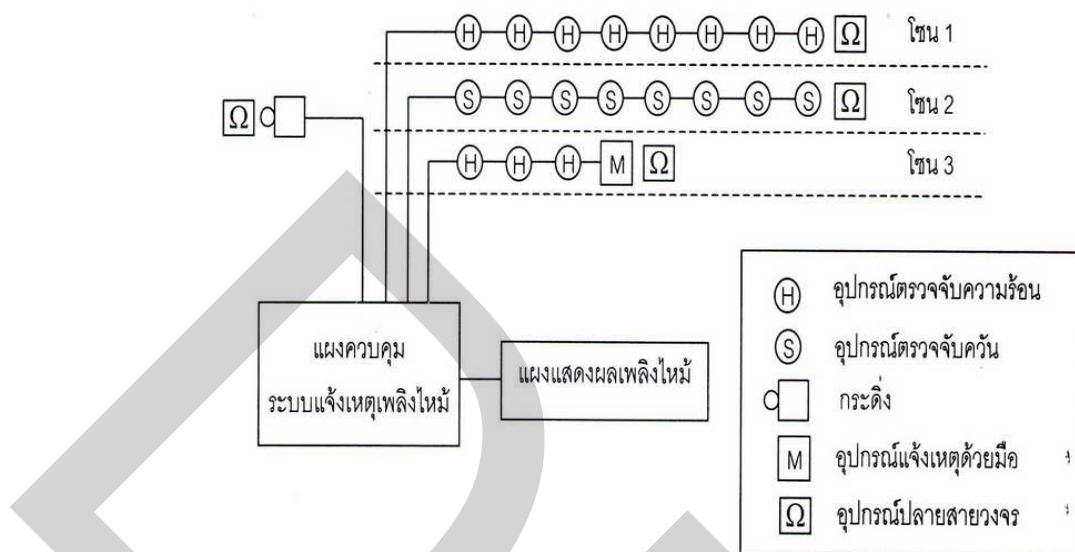 H H H H H H H H Ω โซน 1
S S S S S S S S Ω โซน 2
Ω
H H H M Ω โซน 3
แผงควบคุม
ระบบแจ้งเหตุเพลิงไหม้
แผงแสดงผลเพลิงไหม้
H อุปกรณ์ตรวจจับความร้อน
S อุปกรณ์ตรวจจับควัน
กระดิ่ง
M อุปกรณ์แจ้งเหตุด้วยมือ
Ω อุปกรณ์ปลายสายวงจร